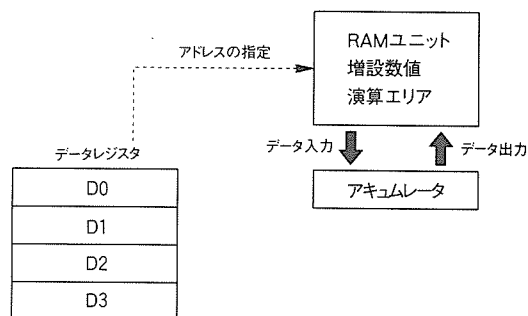 アドレスの指定
RAMユニット
増設数値
演算エリア
データ入力
データ出力
アキュムレータ
データレジスタ
D0
D1
D2
D3